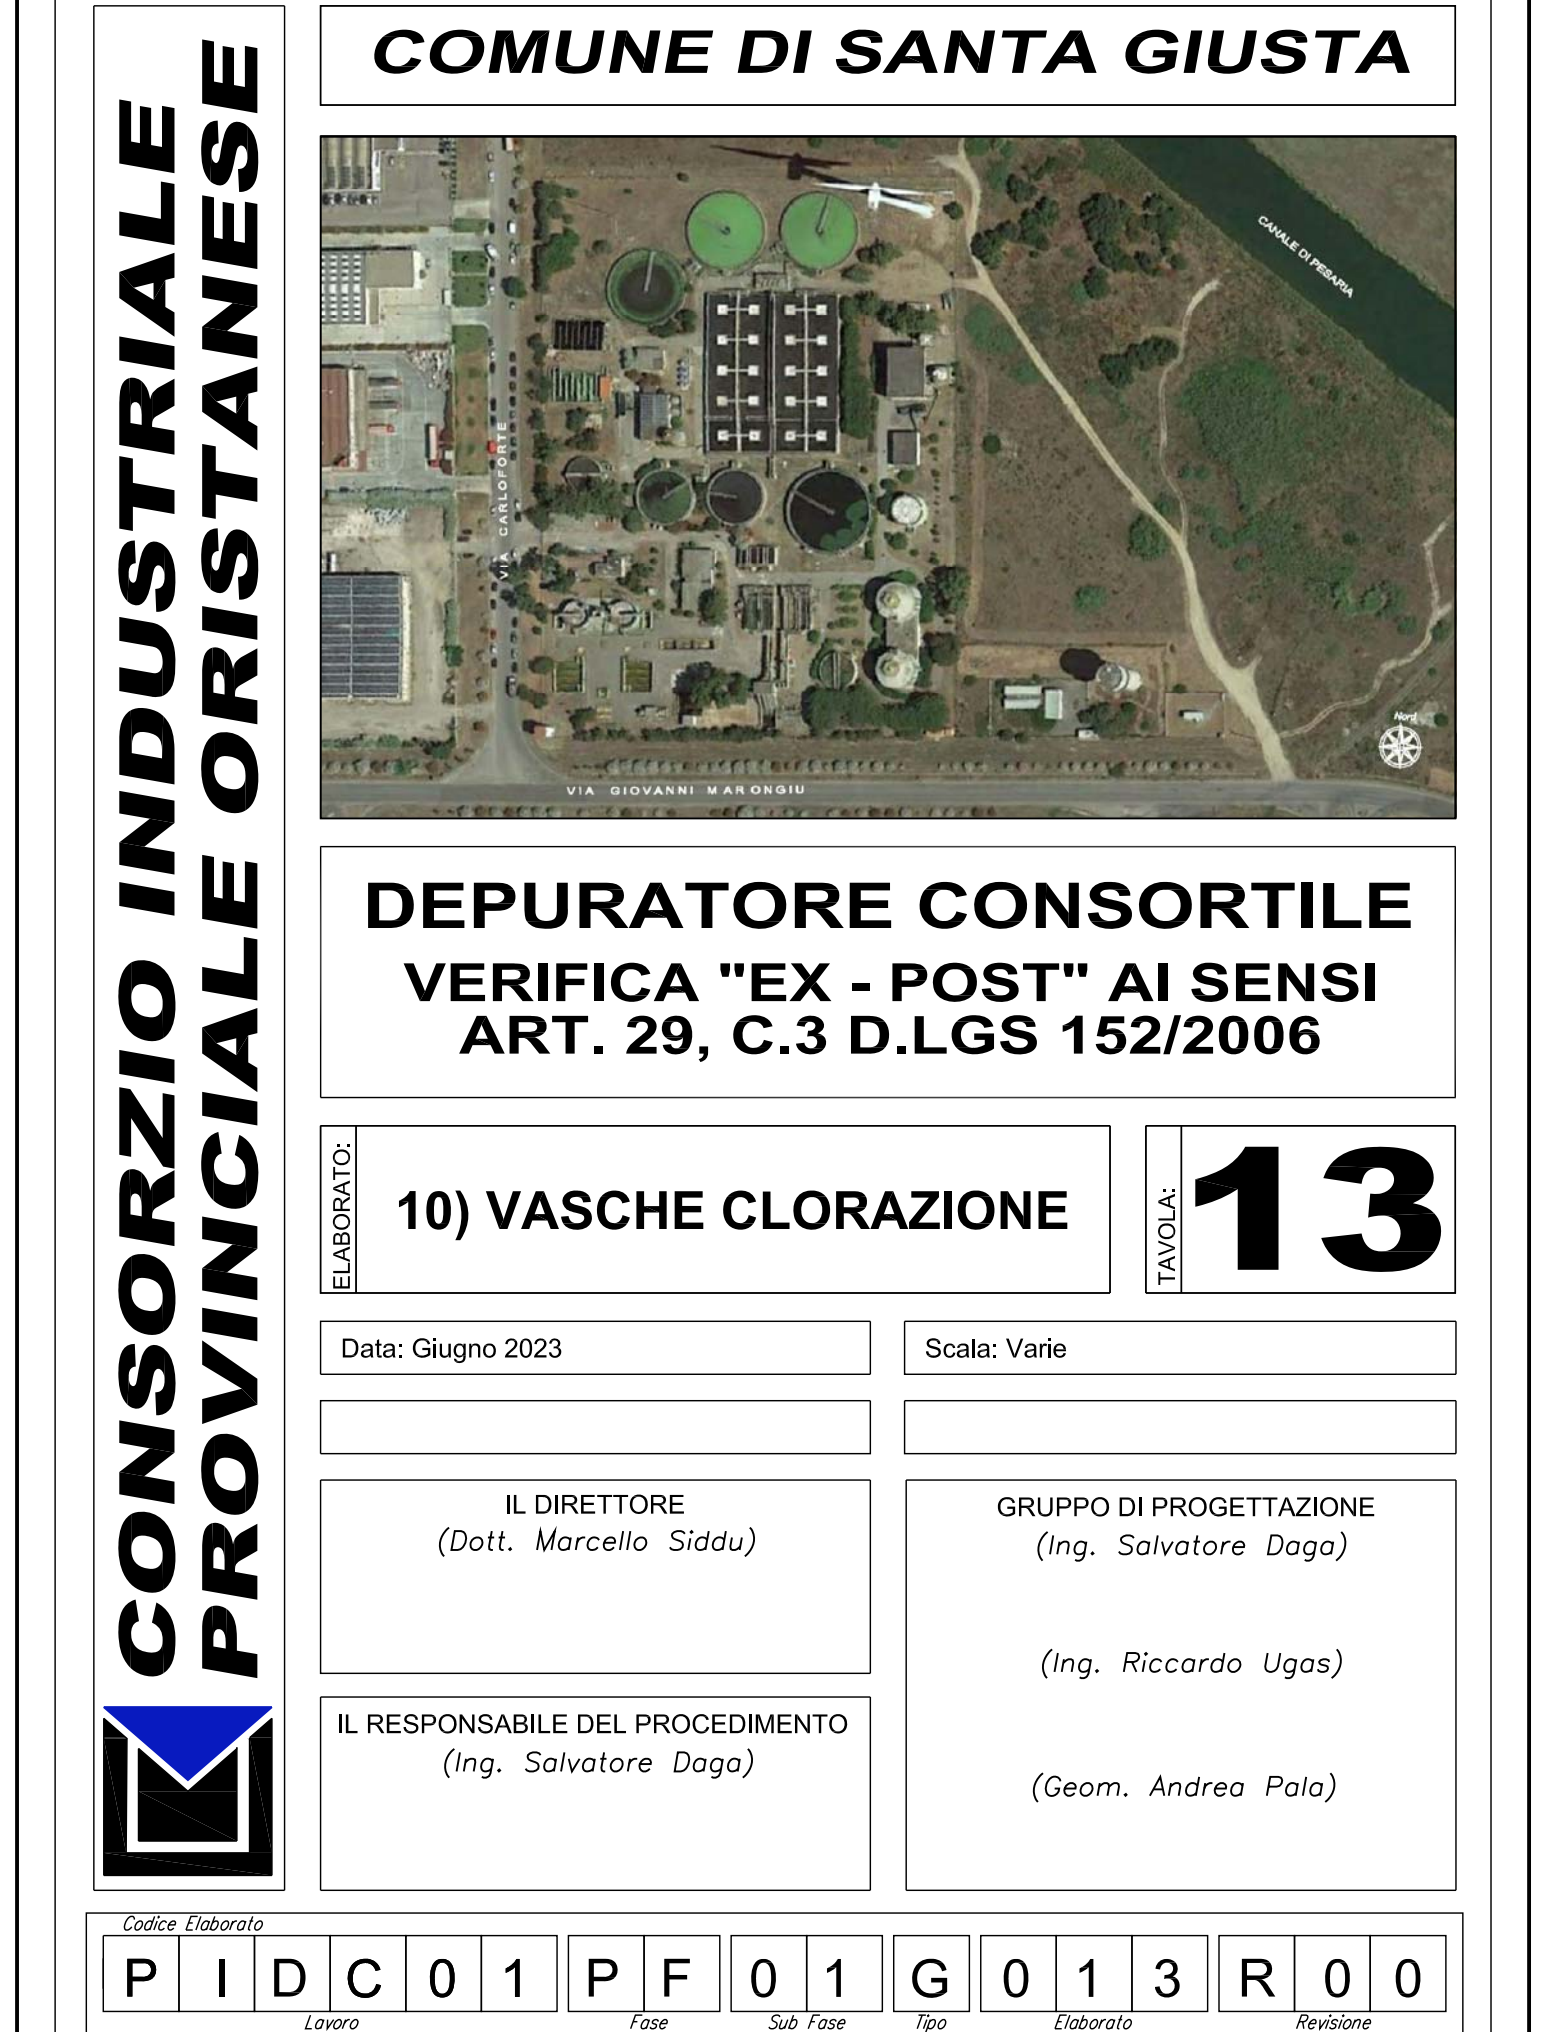 CONSORZIO INDUSTRIALE
PROVINCIALE ORISTANESE
COMUNE DI SANTA GIUSTA
CANALE DI PESARIA
VIA CARLOFORTE
Nord
VIA GIOVANNI MARONGIU
DEPURATORE CONSORTILE
VERIFICA "EX - POST" AI SENSI
ART. 29, C.3 D.LGS 152/2006
ELABORATO:
10) VASCHE CLORAZIONE
TAVOLA:
13
Data: Giugno 2023
Scala: Varie
IL DIRETTORE
(Dott. Marcello Siddu)
IL RESPONSABILE DEL PROCEDIMENTO
(Ing. Salvatore Daga)
GRUPPO DI PROGETTAZIONE
(Ing. Salvatore Daga)
(Ing. Riccardo Ugas)
(Geom. Andrea Pala)
Codice Elaborato
P I D C 0 1 P F 0 1 G 0 1 3 R 0 0
Lavoro Fase Sub Fase Tipo Elaborato Revisione